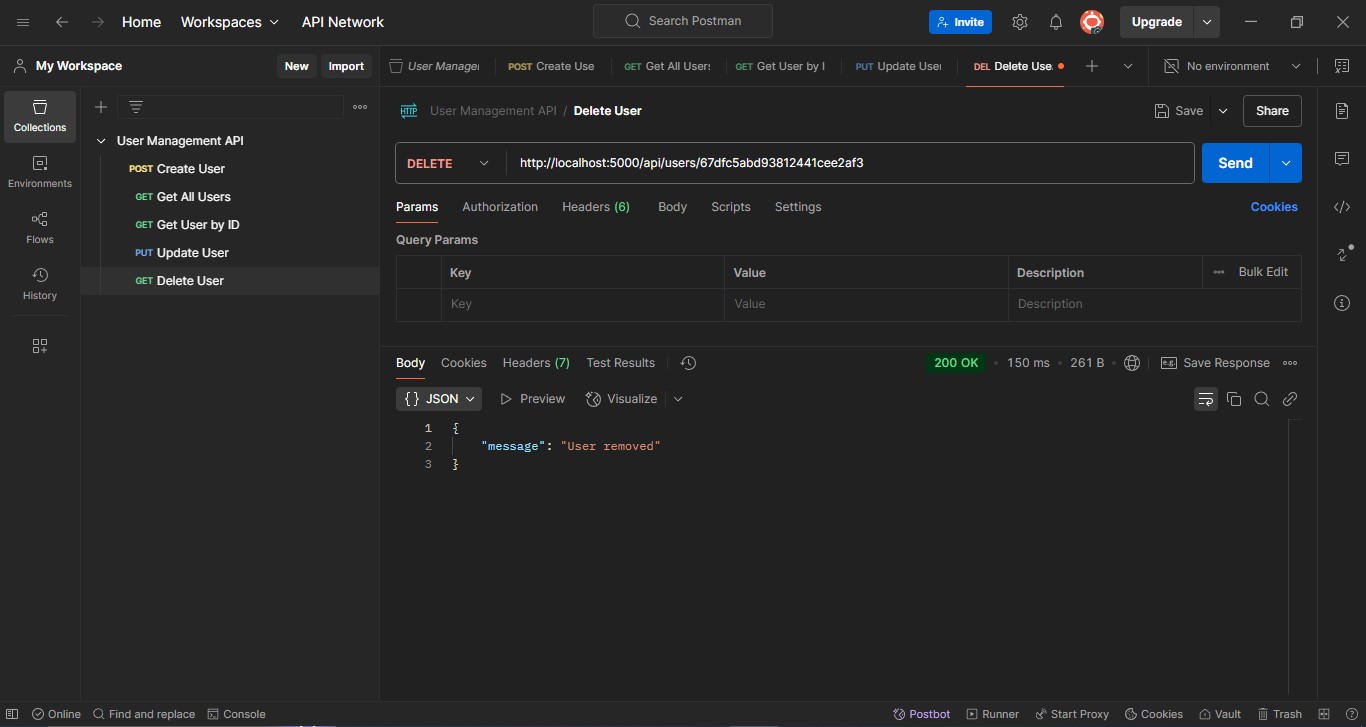 Home Workspaces API Network Search Postman Invite Upgrade
My Workspace New Import User Manager POST Create Use GET Get All Users GET Get User by I PUT Update User DEL Delete Use No environment
Collections
Environments
Flows
History
User Management API
POST Create User
GET Get All Users
GET Get User by ID
PUT Update User
GET Delete User
HTTP User Management API / Delete User Save Share
DELETE http://localhost:5000/api/users/67dfc5abd93812441cee2af3 Send
Params Authorization Headers (6) Body Scripts Settings Cookies
Query Params
Key Value Description Bulk Edit
Key Value Description
Body Cookies Headers (7) Test Results 200 OK 150 ms 261 B e.g. Save Response
{} JSON Preview Visualize
1 {
2 "message": "User removed"
3 }
Online Find and replace Console Postbot Runner Start Proxy Cookies Vault Trash